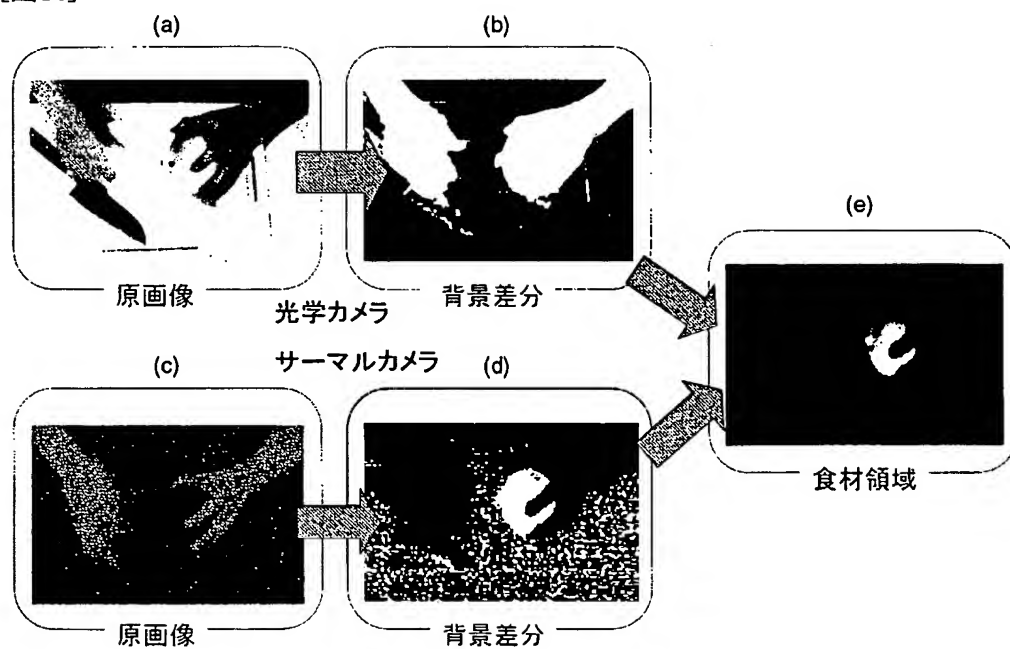 (a)
(b)
原画像
背景差分
光学カメラ
サーマルカメラ
(c)
(d)
(e)
食材領域
原画像
背景差分